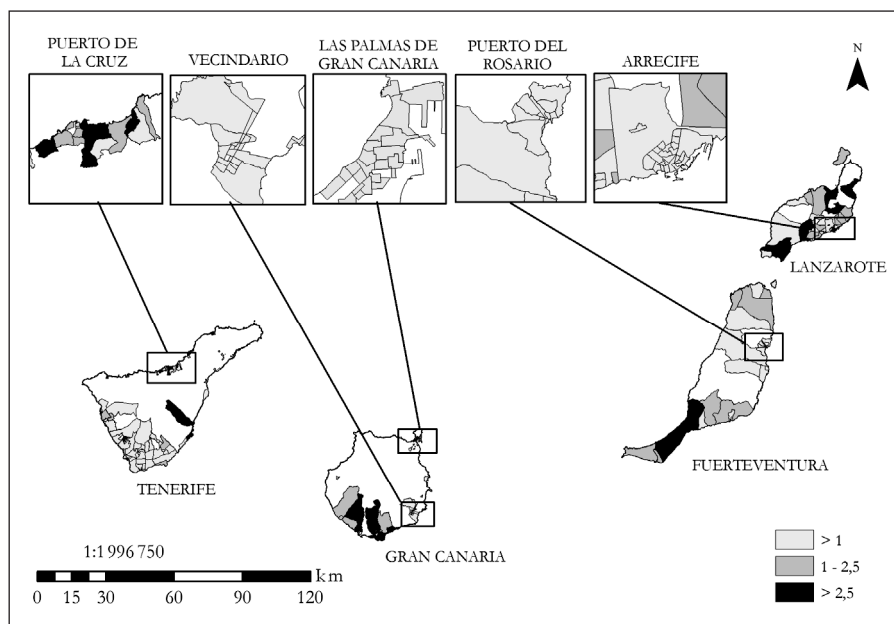 PUERTO DE
LA CRUZ
VECINDARIO
LAS PALMAS DE
GRAN CANARIA
PUERTO DEL
ROSARIO
ARRECIFE
N
LANZAROTE
FUERTEVENTURA
TENERIFE
GRAN CANARIA
1:1 996 750
km
0 15 30 60 90 120
> 1
1 - 2,5
> 2,5